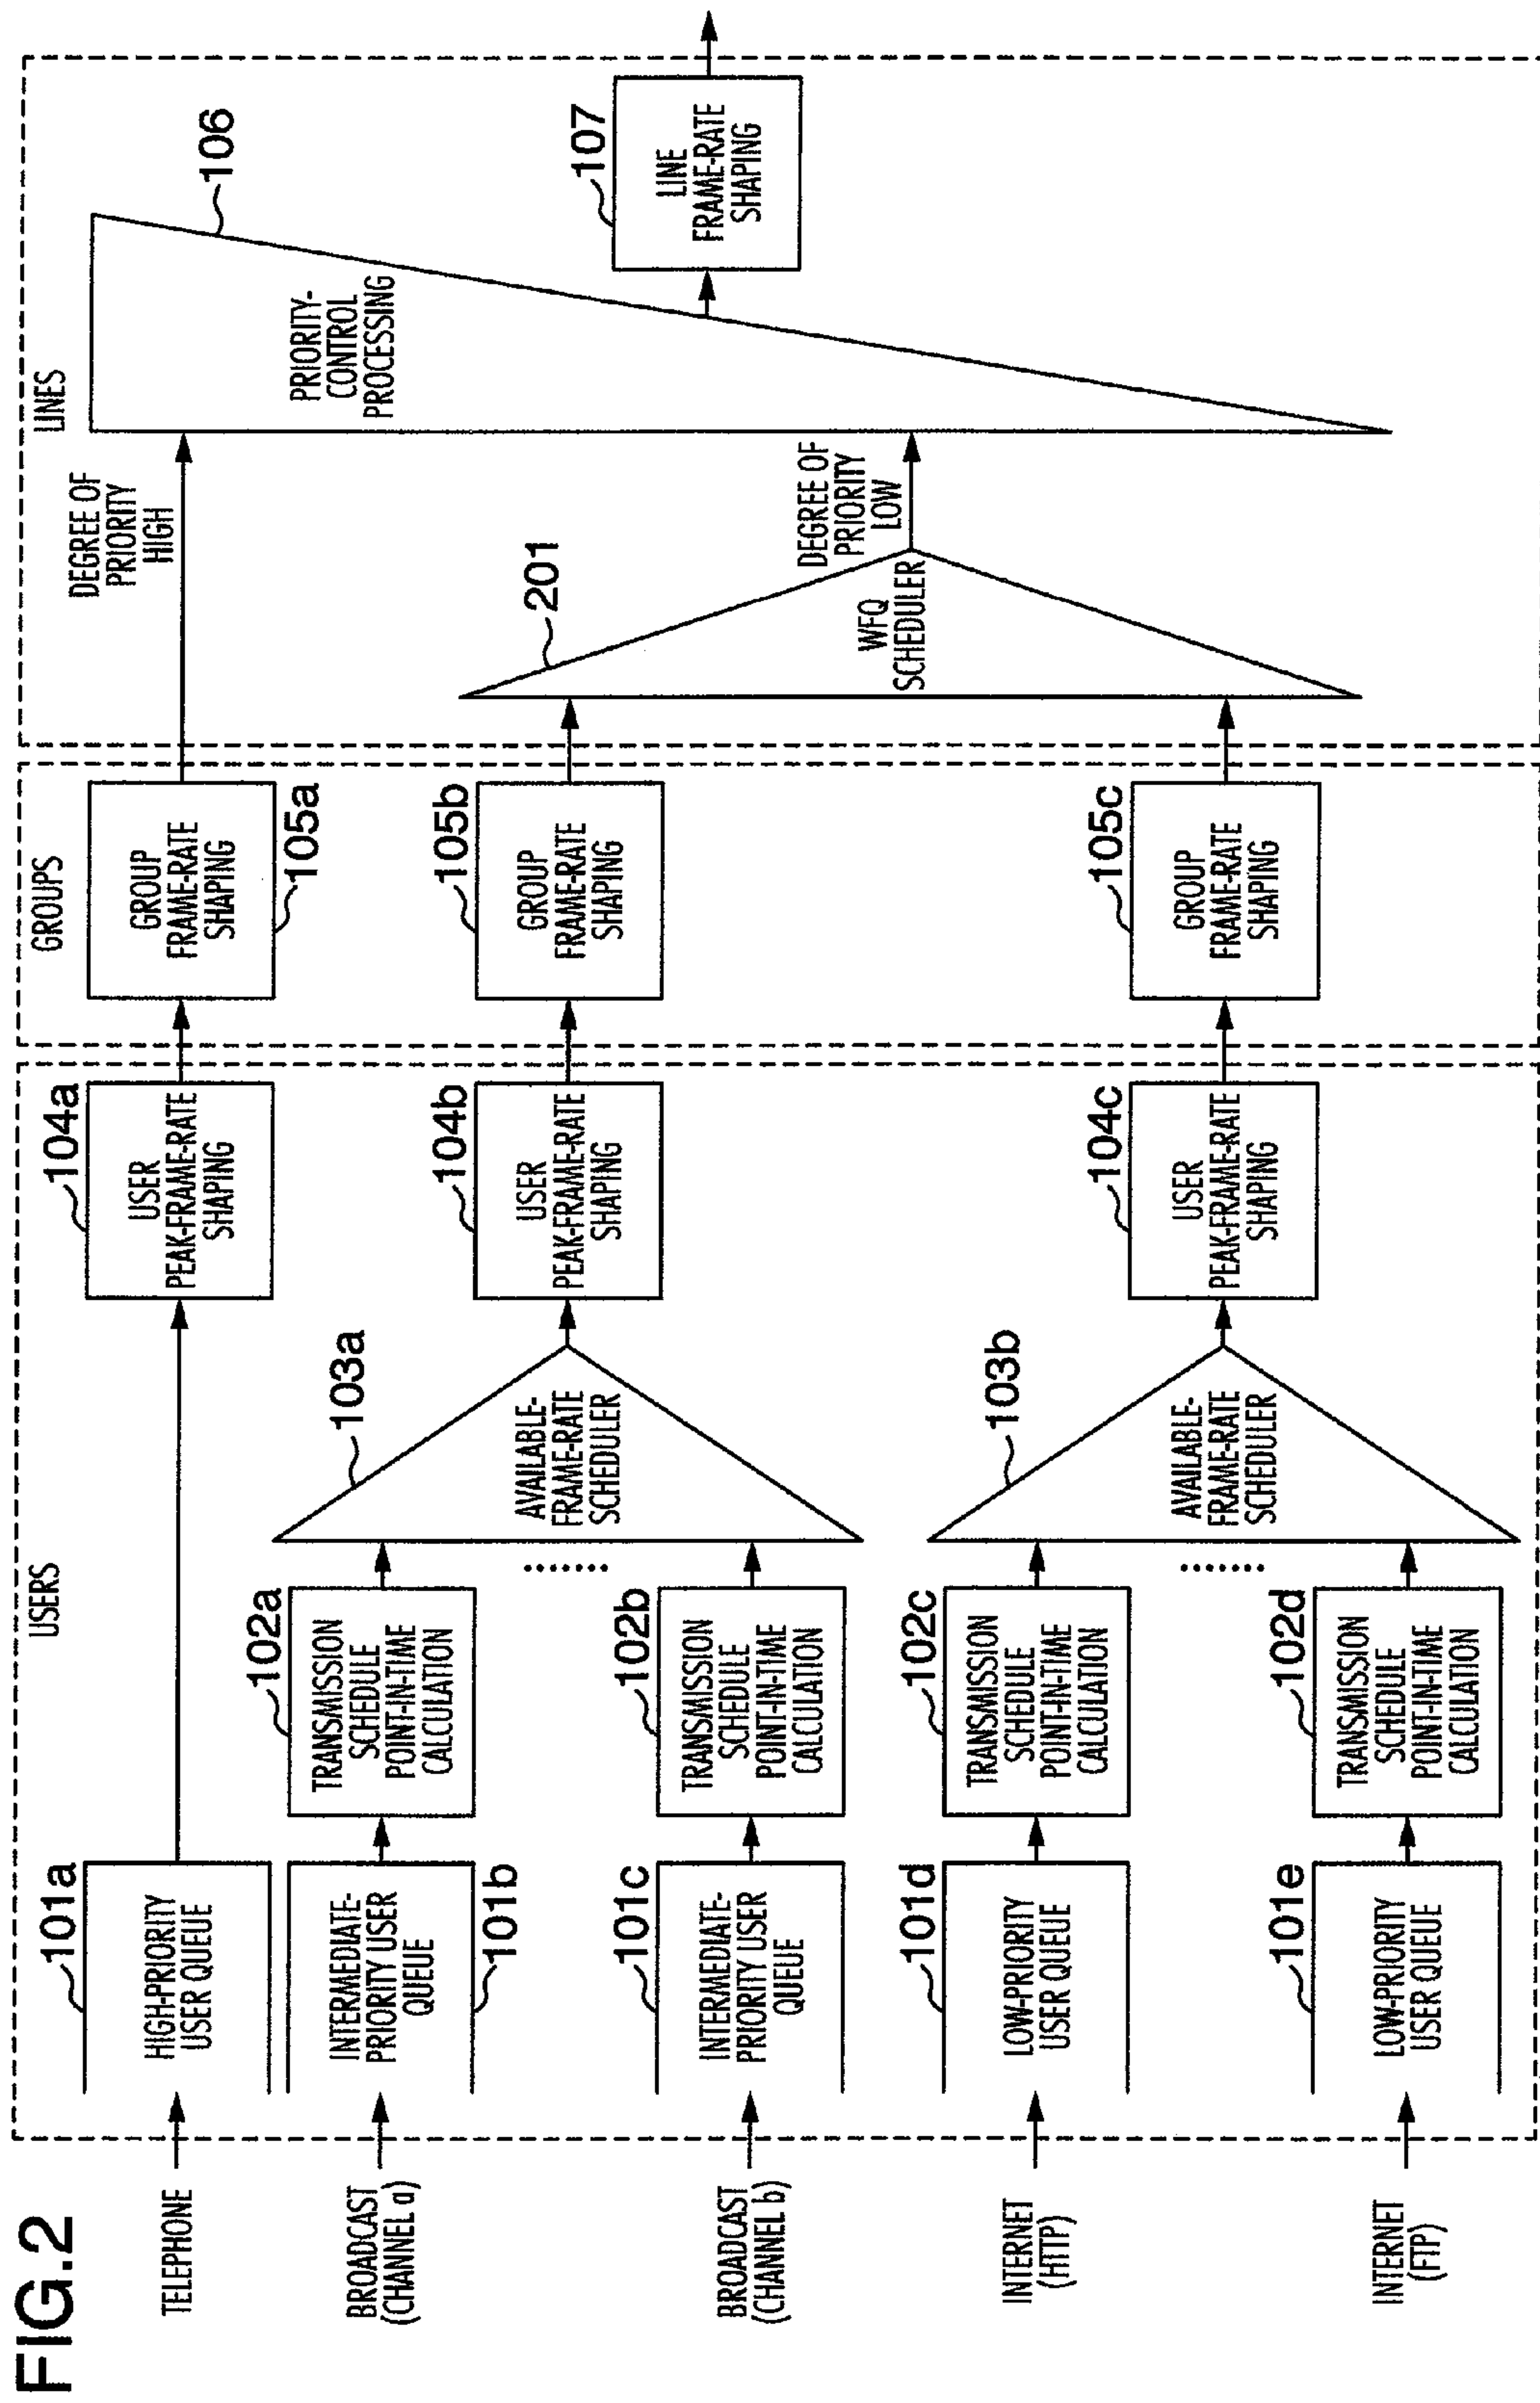 FIG.2
USERS
GROUPS
LINES
TELEPHONE
101a
HIGH-PRIORITY
USER QUEUE
104a
USER
PEAK-FRAME-RATE
SHAPING
GROUP
FRAME-RATE
SHAPING
105a
DEGREE OF
PRIORITY
HIGH
PRIORITY-
CONTROL
PROCESSING
106
BROADCAST
(CHANNEL a)
INTERMEDIATE-
PRIORITY USER
QUEUE
101b
102a
TRANSMISSION
SCHEDULE
POINT-IN-TIME
CALCULATION
103a
AVAILABLE-
FRAME-RATE
SCHEDULER
104b
USER
PEAK-FRAME-RATE
SHAPING
105b
GROUP
FRAME-RATE
SHAPING
201
WFQ
SCHEDULER
DEGREE OF
PRIORITY
LOW
107
LINE
FRAME-RATE
SHAPING
BROADCAST
(CHANNEL b)
101c
INTERMEDIATE-
PRIORITY USER
QUEUE
102b
TRANSMISSION
SCHEDULE
POINT-IN-TIME
CALCULATION
INTERNET
(HTTP)
101d
LOW-PRIORITY
USER QUEUE
102c
TRANSMISSION
SCHEDULE
POINT-IN-TIME
CALCULATION
103b
AVAILABLE-
FRAME-RATE
SCHEDULER
104c
USER
PEAK-FRAME-RATE
SHAPING
105c
GROUP
FRAME-RATE
SHAPING
INTERNET
(FTP)
101e
LOW-PRIORITY
USER QUEUE
102d
TRANSMISSION
SCHEDULE
POINT-IN-TIME
CALCULATION